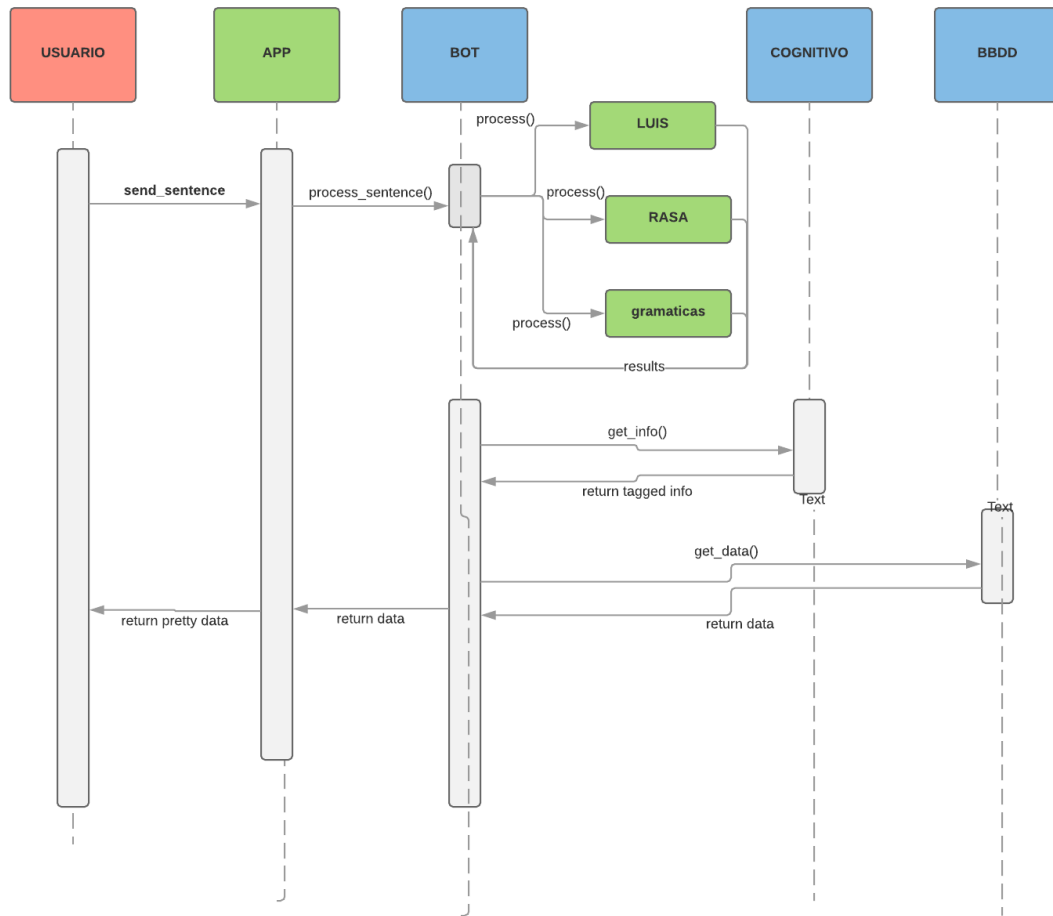 USUARIO
APP
BOT
COGNITIVO
BBDD
process()
LUIS
send_sentence
process_sentence()
process()
RASA
gramaticas
process()
results
get_info()
return tagged info
Text
Text
get_data()
return pretty data
return data
return data